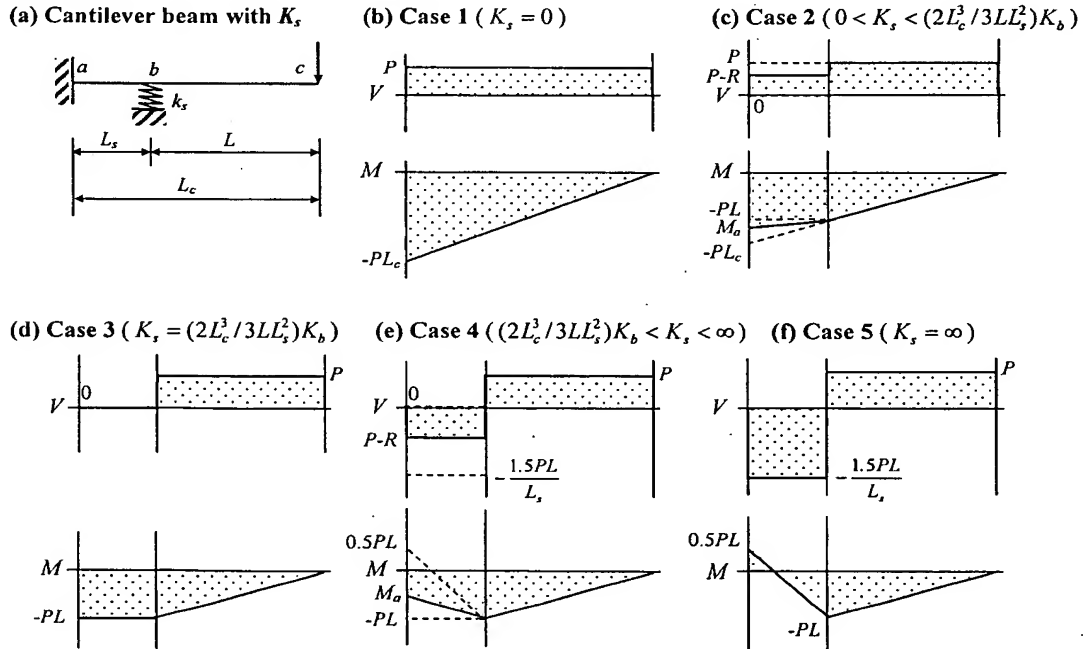 (a) Cantilever beam with K_s
a b c
k_s
L_s L
L_c
(b) Case 1 ( K_s = 0 )
P
V
M
-PL_c
(c) Case 2 ( 0 < K_s < (2L_c^3/3LL_s^2)K_b )
P
P-R
V
0
M
-PL
M_a
-PL_c
(d) Case 3 ( K_s = (2L_c^3/3LL_s^2)K_b )
0
P
V
M
-PL
(e) Case 4 ((2L_c^3/3LL_s^2)K_b < K_s < ∞)
0
P
V
P-R
-1.5PL/L_s
0.5PL
M
M_a
-PL
(f) Case 5 ( K_s = ∞ )
P
V
-1.5PL/L_s
0.5PL
M
-PL